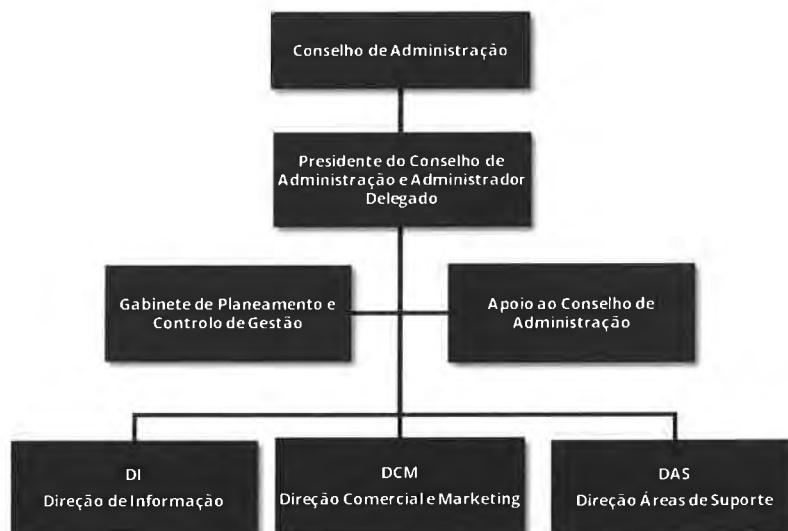 Conselho de Administração
Presidente do Conselho de
Administração e Administrador
Delegado
Gabinete de Planeamento e
Controlo de Gestão
Apoio ao Conselho de
Administração
DI
Direção de Informação
DCM
Direção Comercial e Marketing
DAS
Direção Áreas de Suporte